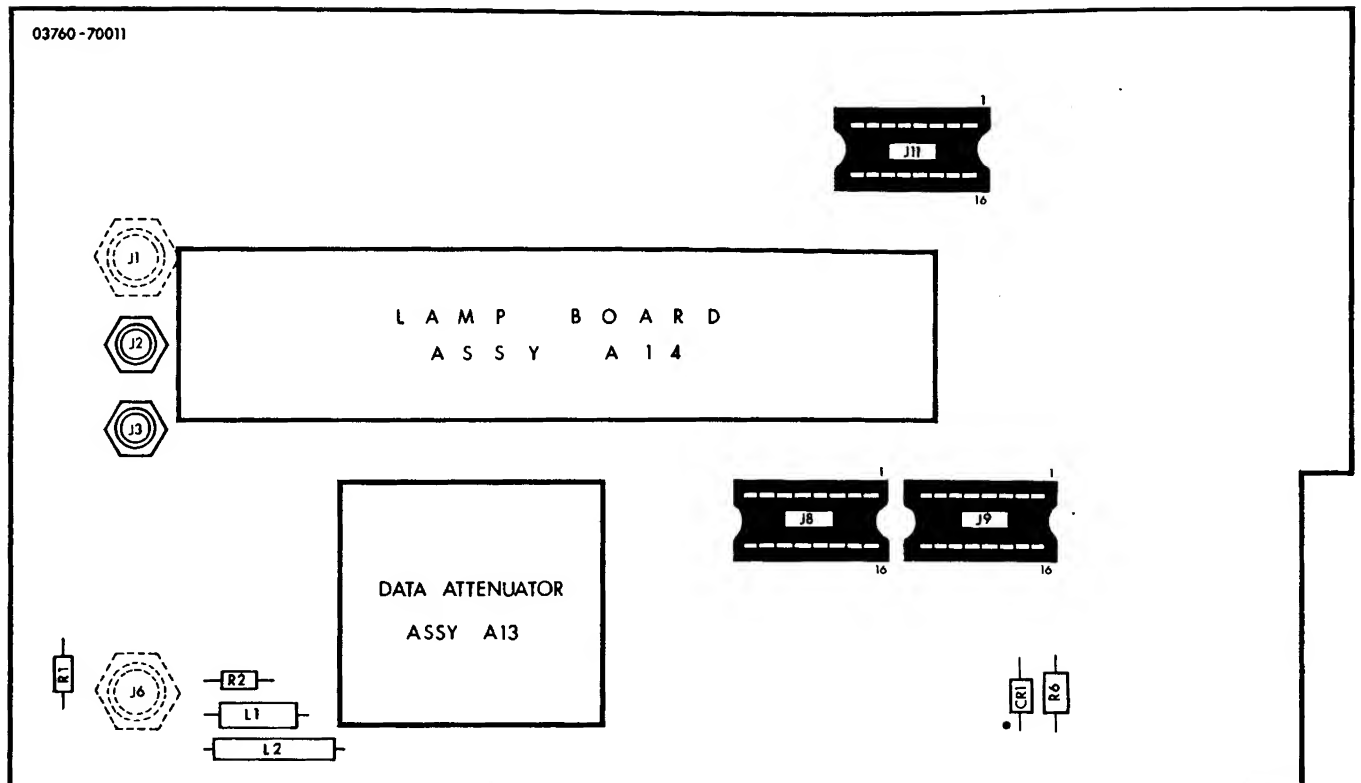 03760-70011
1
J11
16
J1
LAMP BOARD
ASSY A14
J2
J3
1
1
J8
J9
16
16
DATA ATTENUATOR
ASSY A13
R1
J6
R2
L1
L2
CR1
R6